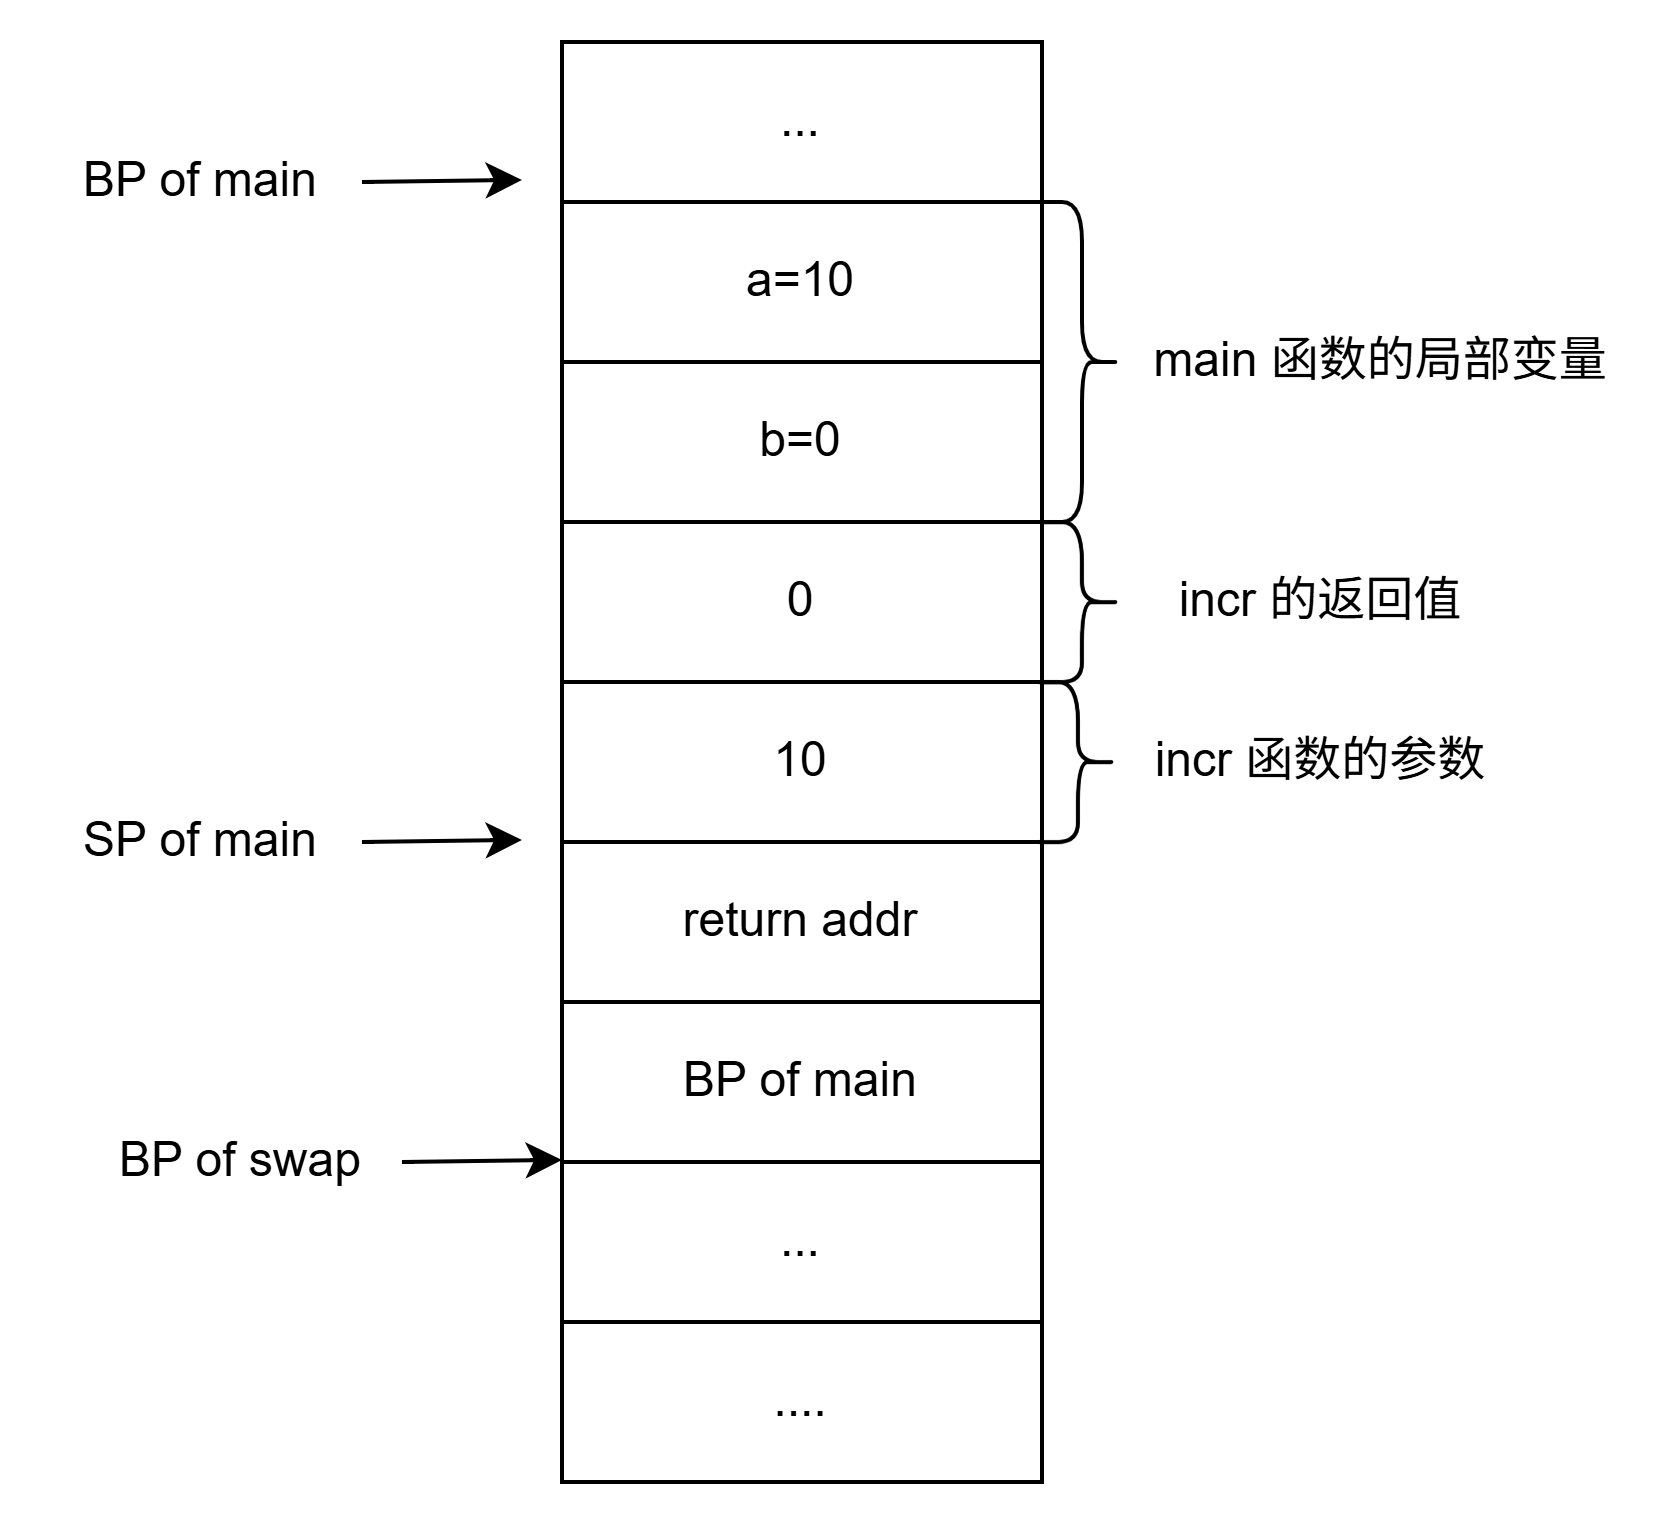 ...
BP of main
a=10
main 函数的局部变量
b=0
0
incr 的返回值
10
incr 函数的参数
SP of main
return addr
BP of main
BP of swap
...
....